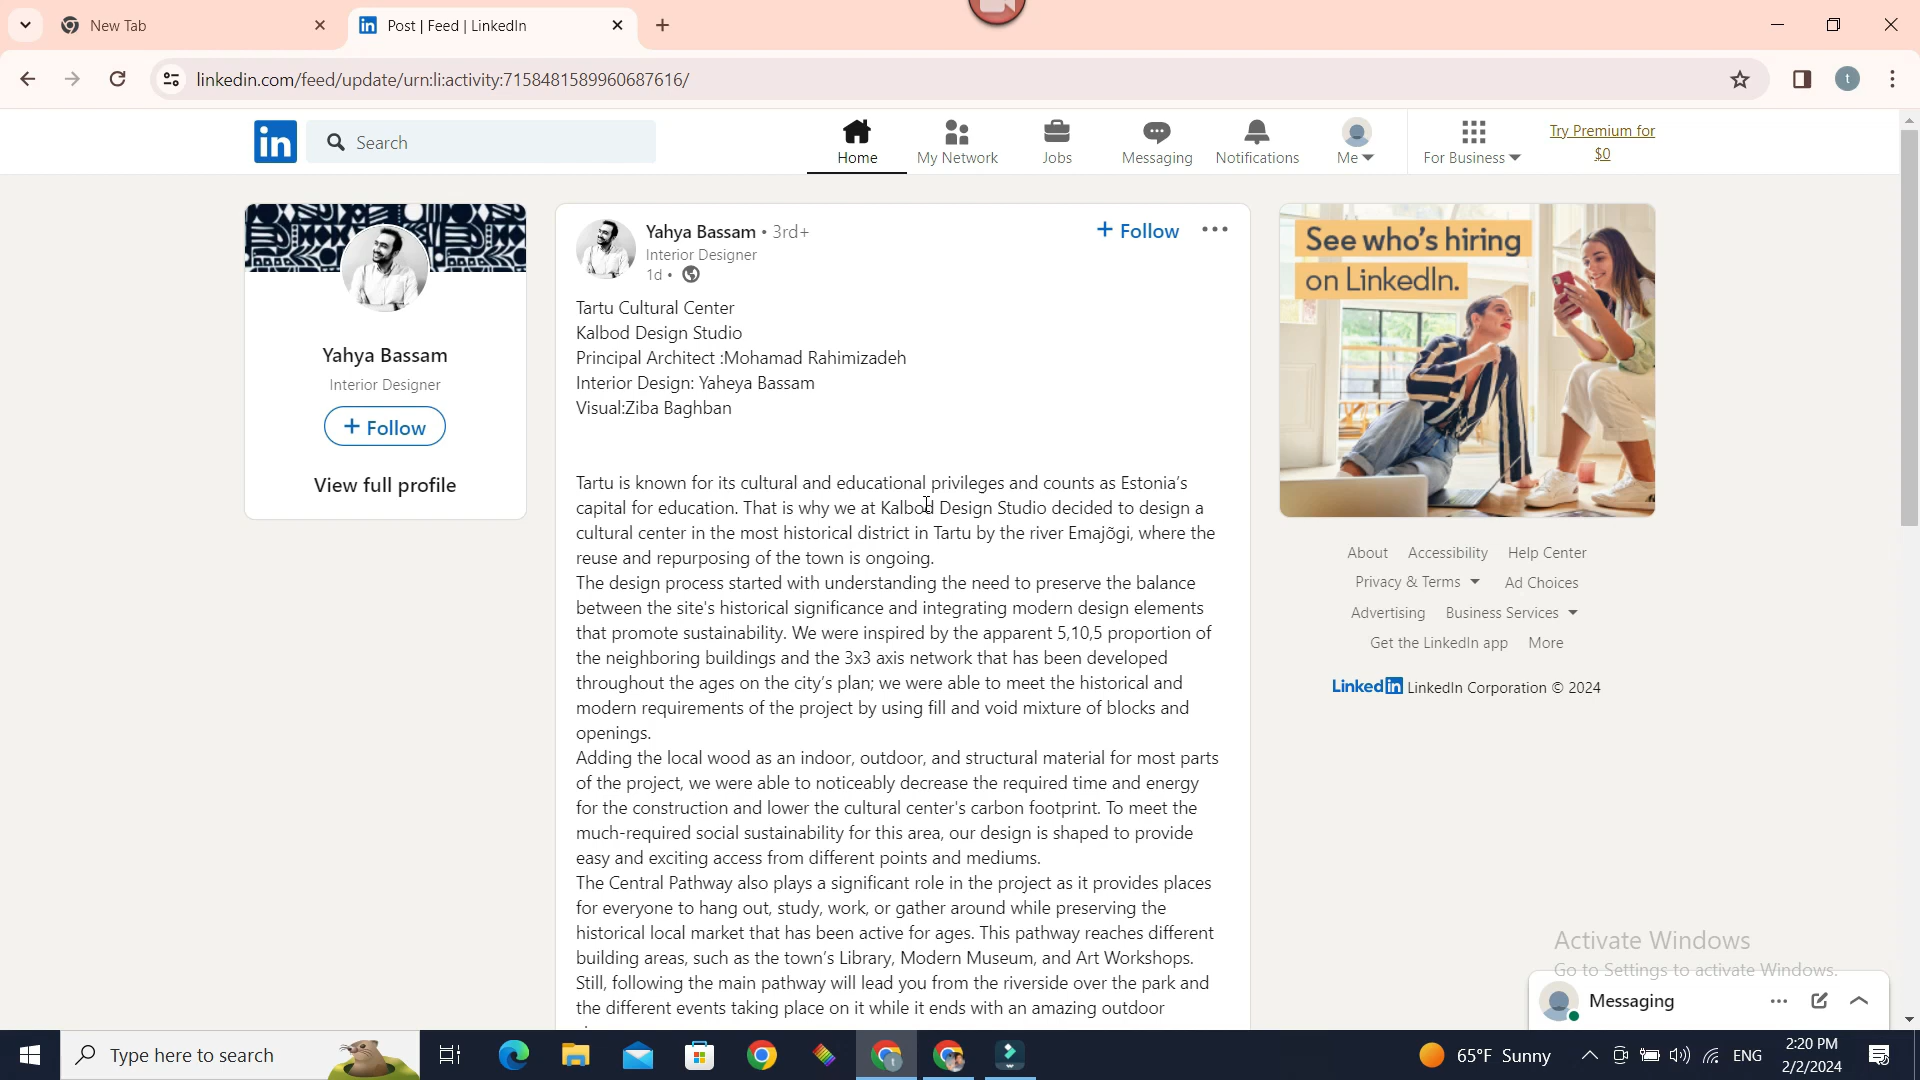 New Tab
Post | Feed | LinkedIn
linkedin.com/feed/update/urn:li:activity:7158481589960687616/
in
Search
Home
My Network
Jobs
Messaging
Notifications
Me
For Business
Try Premium for
$0
Yahya Bassam
Interior Designer
+ Follow
View full profile
Yahya Bassam • 3rd+
Interior Designer
1d •
+ Follow
Tartu Cultural Center
Kalbod Design Studio
Principal Architect :Mohamad Rahimizadeh
Interior Design: Yaheya Bassam
Visual:Ziba Baghban
Tartu is known for its cultural and educational privileges and counts as Estonia’s
capital for education. That is why we at Kalbod Design Studio decided to design a
cultural center in the most historical district in Tartu by the river Emajõgi, where the
reuse and repurposing of the town is ongoing.
The design process started with understanding the need to preserve the balance
between the site's historical significance and integrating modern design elements
that promote sustainability. We were inspired by the apparent 5,10,5 proportion of
the neighboring buildings and the 3x3 axis network that has been developed
throughout the ages on the city’s plan; we were able to meet the historical and
modern requirements of the project by using fill and void mixture of blocks and
openings.
Adding the local wood as an indoor, outdoor, and structural material for most parts
of the project, we were able to noticeably decrease the required time and energy
for the construction and lower the cultural center's carbon footprint. To meet the
much-required social sustainability for this area, our design is shaped to provide
easy and exciting access from different points and mediums.
The Central Pathway also plays a significant role in the project as it provides places
for everyone to hang out, study, work, or gather around while preserving the
historical local market that has been active for ages. This pathway reaches different
building areas, such as the town’s Library, Modern Museum, and Art Workshops.
Still, following the main pathway will lead you from the riverside over the park and
the different events taking place on it while it ends with an amazing outdoor
See who’s hiring
on LinkedIn.
About Accessibility Help Center
Privacy & Terms Ad Choices
Advertising Business Services
Get the LinkedIn app More
Linkedin LinkedIn Corporation © 2024
Activate Windows
Go to Settings to activate Windows.
Messaging
Type here to search
65°F Sunny
ENG
2:20 PM
2/2/2024
t
t